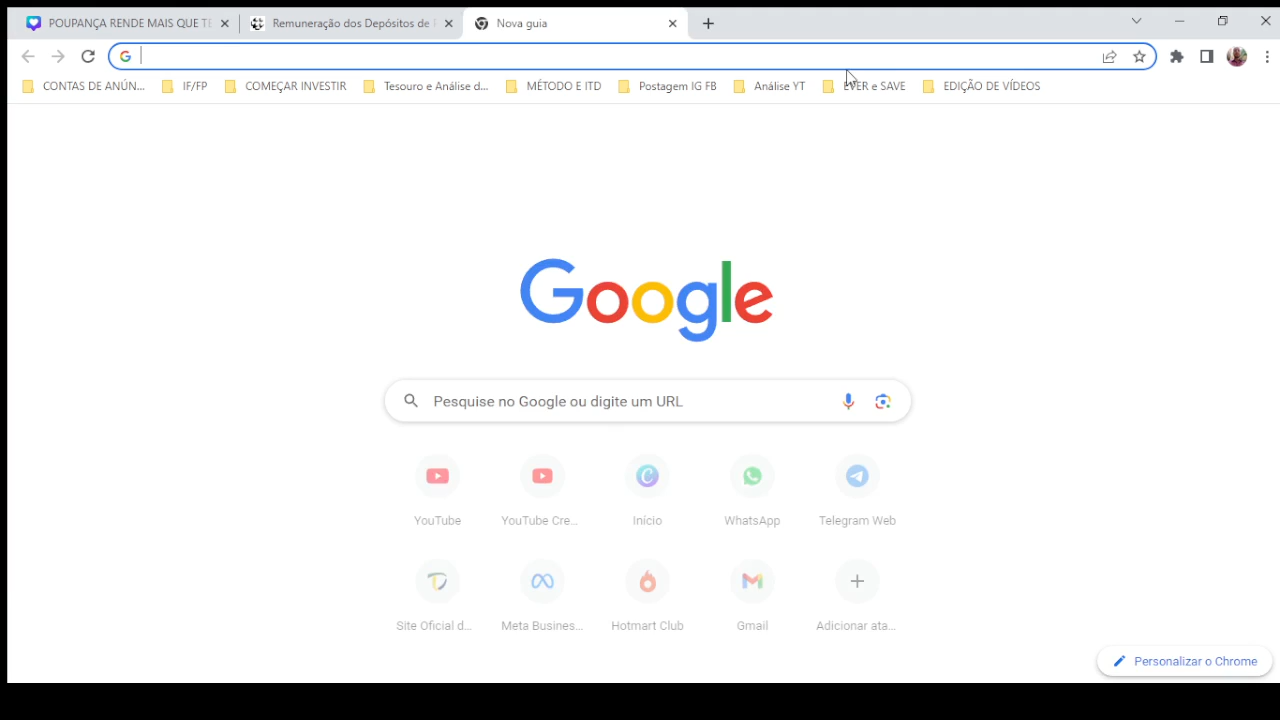 POUPANÇA RENDE MAIS QUE TE
Remuneração dos Depósitos de P
Nova guia
CONTAS DE ANÚN...
IF/FP
COMEÇAR INVESTIR
Tesouro e Análise d...
MÉTODO E ITD
Postagem IG FB
Análise YT
EVER e SAVE
EDIÇÃO DE VÍDEOS
Google
Pesquise no Google ou digite um URL
YouTube
YouTube Cre...
Início
WhatsApp
Telegram Web
Site Oficial d...
Meta Busines...
Hotmart Club
Gmail
Adicionar ata...
Personalizar o Chrome